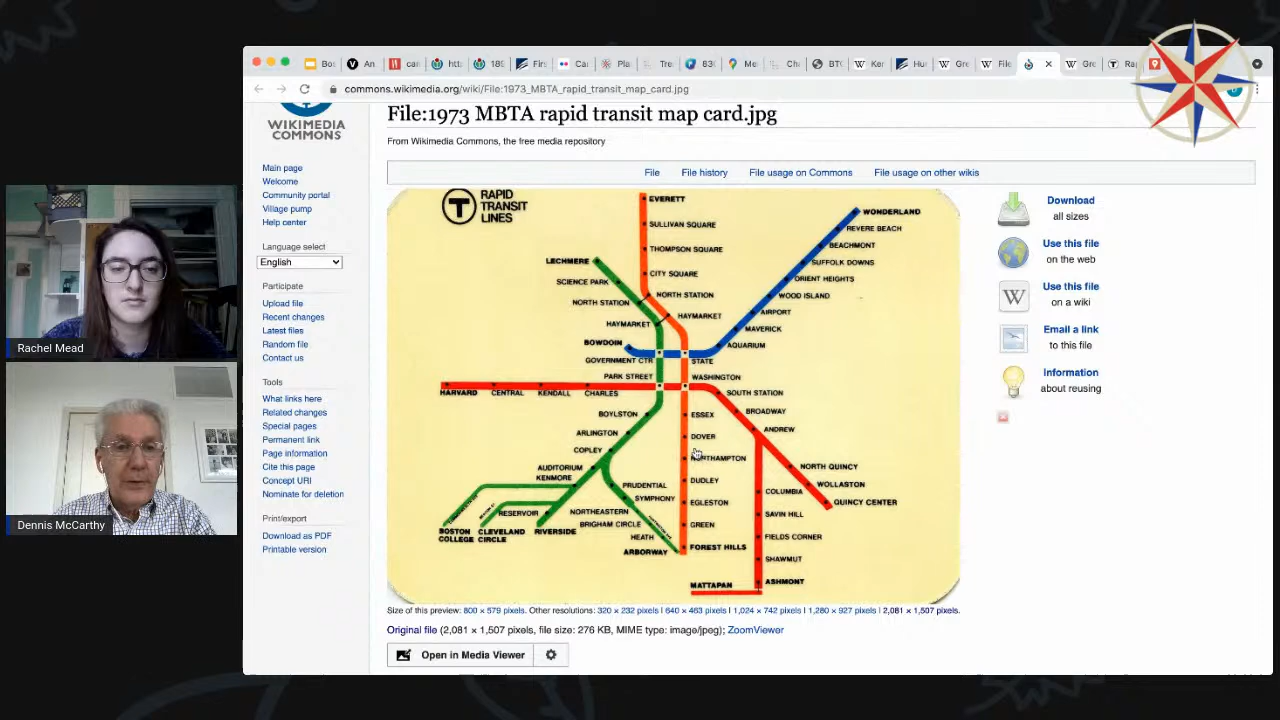 Rachel Mead
Dennis McCarthy
commons.wikimedia.org/wiki/File:1973_MBTA_rapid_transit_map_card.jpg
WIKIMEDIA
COMMONS
Main page
Welcome
Community portal
Village pump
Help center
Language select
English
Participate
Upload file
Recent changes
Latest files
Random file
Contact us
Tools
What links here
Related changes
Special pages
Permanent link
Page information
Cite this page
Concept URI
Nominate for deletion
Print/export
Download as PDF
Printable version
File:1973 MBTA rapid transit map card.jpg
From Wikimedia Commons, the free media repository
File File history File usage on Commons File usage on other wikis
T RAPID
TRANSIT
LINES
EVERETT
SULLIVAN SQUARE
THOMPSON SQUARE
CITY SQUARE
NORTH STATION
HAYMARKET
WONDERLAND
REVERE BEACH
BEACHMONT
SUFFOLK DOWNS
ORIENT HEIGHTS
WOOD ISLAND
AIRPORT
MAVERICK
AQUARIUM
LECHMERE
SCIENCE PARK
NORTH STATION
HAYMARKET
BOWDOIN
GOVERNMENT CTR
STATE
PARK STREET
WASHINGTON
HARVARD
CENTRAL
KENDALL
CHARLES
SOUTH STATION
BROADWAY
ANDREW
BOYLSTON
ARLINGTON
COPLEY
AUDITORIUM
KENMORE
ESSEX
DOVER
NORTHAMPTON
DUDLEY
EGLESTON
GREEN
FOREST HILLS
PRUDENTIAL
SYMPHONY
NORTHEASTERN
BRIGHAM CIRCLE
HEATH
ARBORWAY
RESERVOIR
BOSTON
COLLEGE
CLEVELAND
CIRCLE
RIVERSIDE
NORTH QUINCY
WOLLASTON
QUINCY CENTER
COLUMBIA
SAVIN HILL
FIELDS CORNER
SHAWMUT
ASHMONT
MATTAPAN
Size of this preview: 800 × 579 pixels. Other resolutions: 320 × 232 pixels | 640 × 463 pixels | 1,024 × 742 pixels | 1,280 × 927 pixels | 2,081 × 1,507 pixels.
Original file (2,081 × 1,507 pixels, file size: 276 KB, MIME type: image/jpeg); ZoomViewer
Open in Media Viewer
Download
all sizes
Use this file
on the web
W
Use this file
on a wiki
Email a link
to this file
Information
about reusing